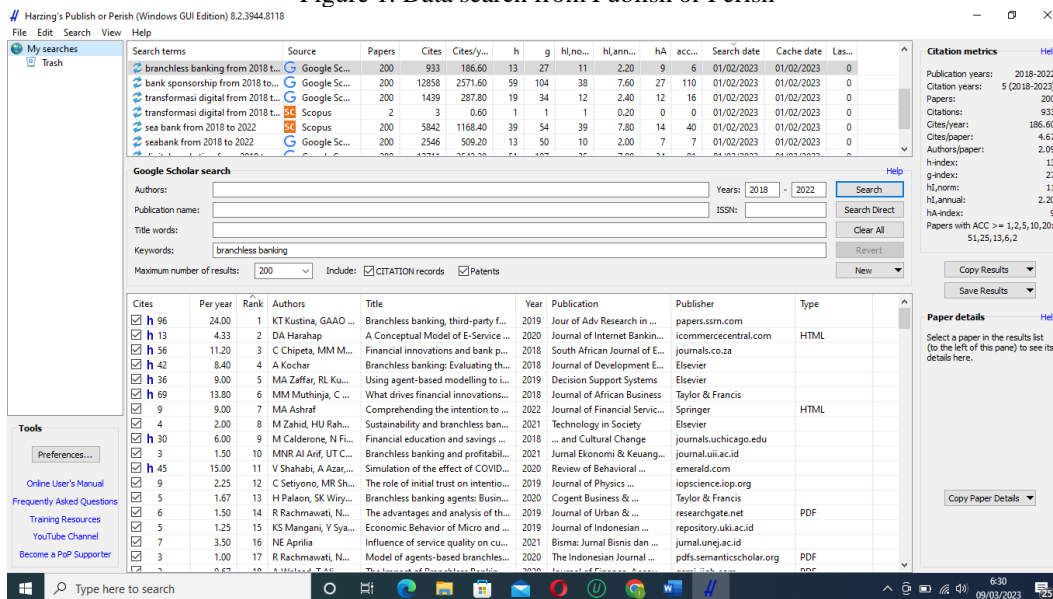 Figure 1. Data search from Publish or Perish
Harzing's Publish or Perish (Windows GUI Edition) 8.2.3944.8118
File Edit Search View Help
My searches
Trash
Search terms Source Papers Cites Cites/y... h g hI,no... hI,ann... hA acc... Search date Cache date Las...
branchless banking from 2018 t... Google Sc... 200 933 186.60 13 27 11 2.20 9 6 01/02/2023 01/02/2023 0
bank sponsorship from 2018 to... Google Sc... 200 12858 2571.60 59 104 38 7.60 27 110 01/02/2023 01/02/2023 0
transformasi digital from 2018 t... Google Sc... 200 1439 287.80 19 34 12 2.40 12 16 01/02/2023 01/02/2023 0
transformasi digital from 2018 t... SC Scopus 2 3 0.60 1 1 1 0.20 0 0 01/02/2023 01/02/2023 0
sea bank from 2018 to 2022 SC Scopus 200 5842 1168.40 39 54 39 7.80 14 40 01/02/2023 01/02/2023 0
seabank from 2018 to 2022 Google Sc... 200 2546 509.20 13 50 10 2.00 7 7 01/02/2023 01/02/2023 0
Google Scholar search Help
Authors: Years: 2018 - 2022 Search
Publication name: ISSN: Search Direct
Title words: Clear All
Keywords: branchless banking Revert
Maximum number of results: 200 Include: CITATION records Patents New
Cites Per year Rank Authors Title Year Publication Publisher Type
h 96 24.00 1 KT Kustina, GAAO ... Branchless banking, third-party f... 2019 Jour of Adv Research in ... papers.ssrn.com
h 13 4.33 2 DA Harahap A Conceptual Model of E-Service ... 2020 Journal of Internet Bankin... icommercecentral.com HTML
h 56 11.20 3 C Chipeta, MM M... Financial innovations and bank p... 2018 South African Journal of E... journals.co.za
h 42 8.40 4 A Kochar Branchless banking: Evaluating th... 2018 Journal of Development E... Elsevier
h 36 9.00 5 MA Zaffar, RL Ku... Using agent-based modelling to i... 2019 Decision Support Systems Elsevier
h 69 13.80 6 MM Muthinja, C ... What drives financial innovations... 2018 Journal of African Business Taylor & Francis
9 9.00 7 MA Ashraf Comprehending the intention to ... 2022 Journal of Financial Servic... Springer HTML
4 2.00 8 M Zahid, HU Rah... Sustainability and branchless ban... 2021 Technology in Society Elsevier
h 30 6.00 9 M Calderone, N Fi... Financial education and savings ... 2018 ... and Cultural Change journals.uchicago.edu
3 1.50 10 MNR Al Arif, UT C... Branchless banking and profitabil... 2021 Jurnal Ekonomi & Keuang... journal.uii.ac.id
h 45 15.00 11 V Shahabi, A Azar,... Simulation of the effect of COVID... 2020 Review of Behavioral ... emerald.com
9 2.25 12 C Setiyono, MR Sh... The role of initial trust on intentio... 2019 Journal of Physics ... iopscience.iop.org
5 1.67 13 H Palaon, SK Wiry... Branchless banking agents: Busin... 2020 Cogent Business & ... Taylor & Francis
6 1.50 14 R Rachmawati, N... The advantages and analysis of th... 2019 Journal of Urban & ... researchgate.net PDF
5 1.25 15 KS Mangani, Y Sya... Economic Behavior of Micro and ... 2019 Journal of Indonesian ... repository.uki.ac.id
7 3.50 16 NE Aprilia Influence of service quality on cu... 2021 Bisma: Jurnal Bisnis dan ... jurnal.unej.ac.id
3 1.00 17 R Rachmawati, N... Model of agents-based branchles... 2020 The Indonesian Journal ... pdfs.semanticscholar.org PDF
Citation metrics Hel
Publication years: 2018-2022
Citation years: 5 (2018-2023)
Papers: 200
Citations: 933
Cites/year: 186.60
Cites/paper: 4.67
Authors/paper: 2.09
h-index: 13
g-index: 27
hI,norm: 11
hI,annual: 2.20
hA-index: 9
Papers with ACC >= 1,2,5,10,20:
51,25,13,6,2
Copy Results
Save Results
Paper details Hel
Select a paper in the results list
(to the left of this pane) to see its
details here.
Copy Paper Details
Tools
Preferences...
Online User's Manual
Frequently Asked Questions
Training Resources
YouTube Channel
Become a PoP Supporter
Type here to search
6:30
09/03/2023